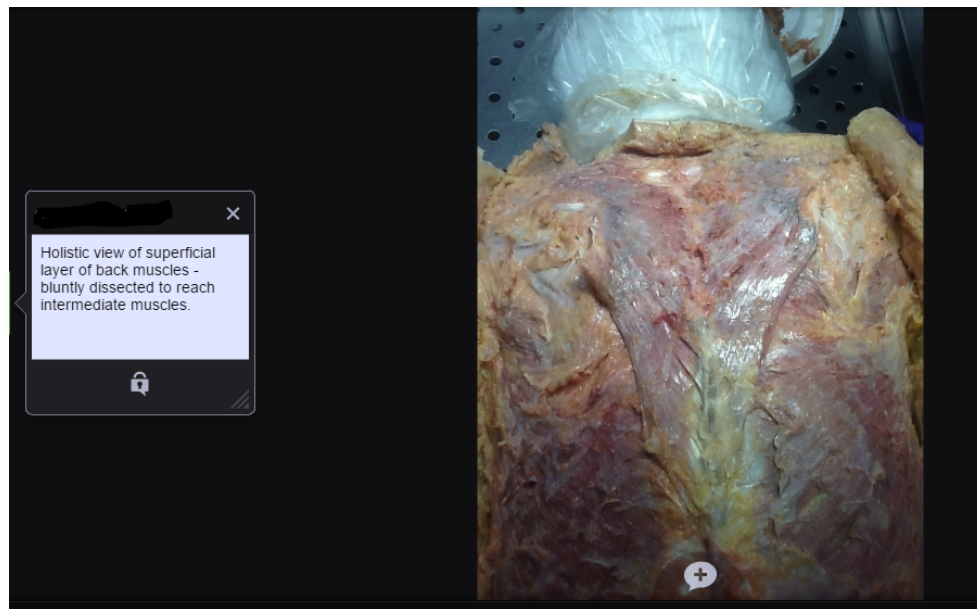 Holistic view of superficial
layer of back muscles -
bluntly dissected to reach
intermediate muscles.